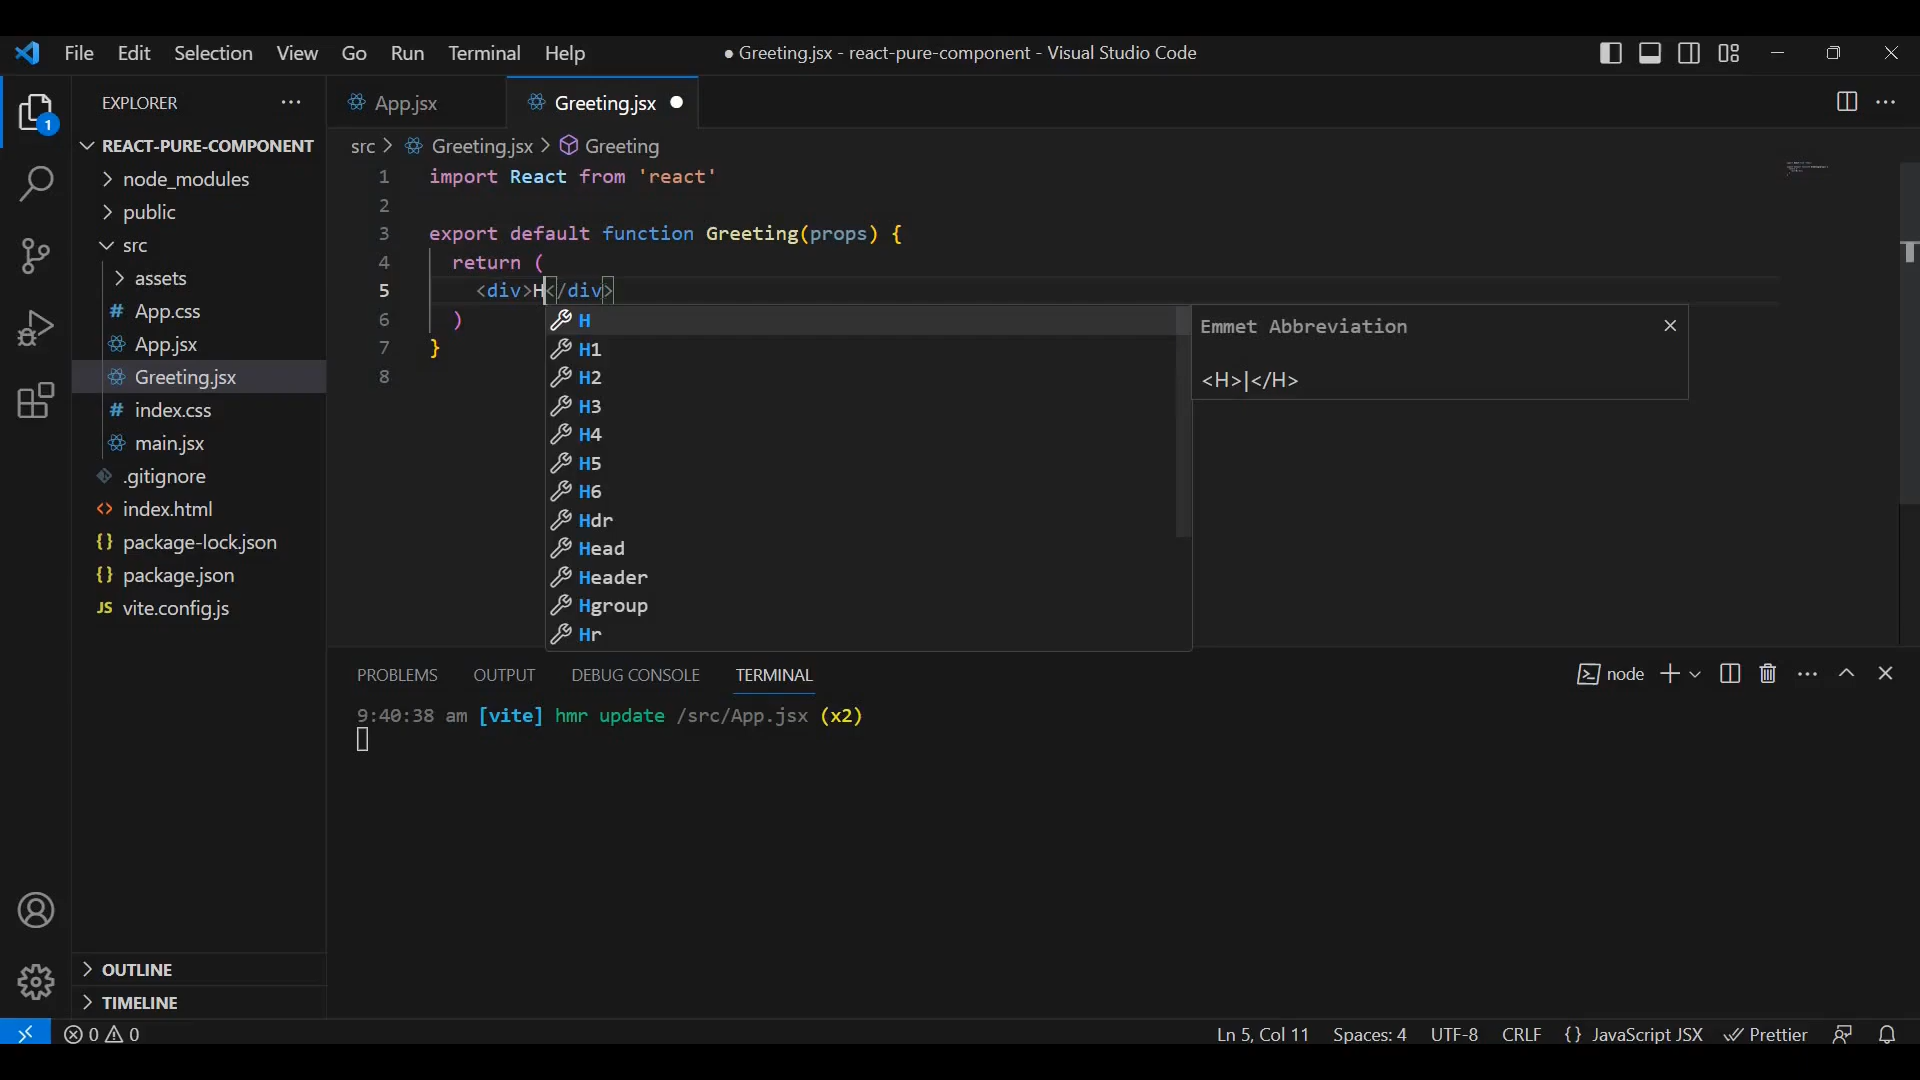 File Edit Selection View Go Run Terminal Help
● Greeting.jsx - react-pure-component - Visual Studio Code
EXPLORER
1
REACT-PURE-COMPONENT
node_modules
public
src
assets
# App.css
App.jsx
Greeting.jsx
# index.css
main.jsx
.gitignore
<> index.html
{} package-lock.json
{} package.json
JS vite.config.js
OUTLINE
TIMELINE
App.jsx Greeting.jsx ●
src > Greeting.jsx > Greeting
1 import React from 'react'
2
3 export default function Greeting(props) {
4 return (
5 <div>H</div>
6 )
7 }
8
H
H1
H2
H3
H4
H5
H6
Hdr
Head
Header
Hgroup
Hr
Emmet Abbreviation
<H>|</H>
PROBLEMS OUTPUT DEBUG CONSOLE TERMINAL
node
9:40:38 am [vite] hmr update /src/App.jsx (x2)
0 0
Ln 5, Col 11 Spaces: 4 UTF-8 CRLF {} JavaScript JSX Prettier